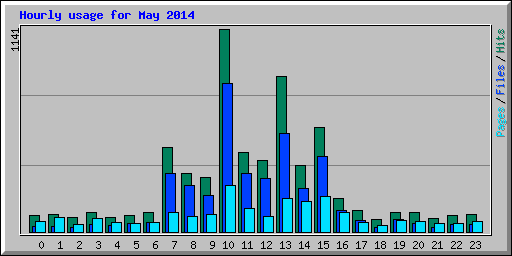 Hourly usage for May 2014
1141
Pages/Files/Hits
0 1 2 3 4 5 6 7 8 9 10 11 12 13 14 15 16 17 18 19 20 21 22 23